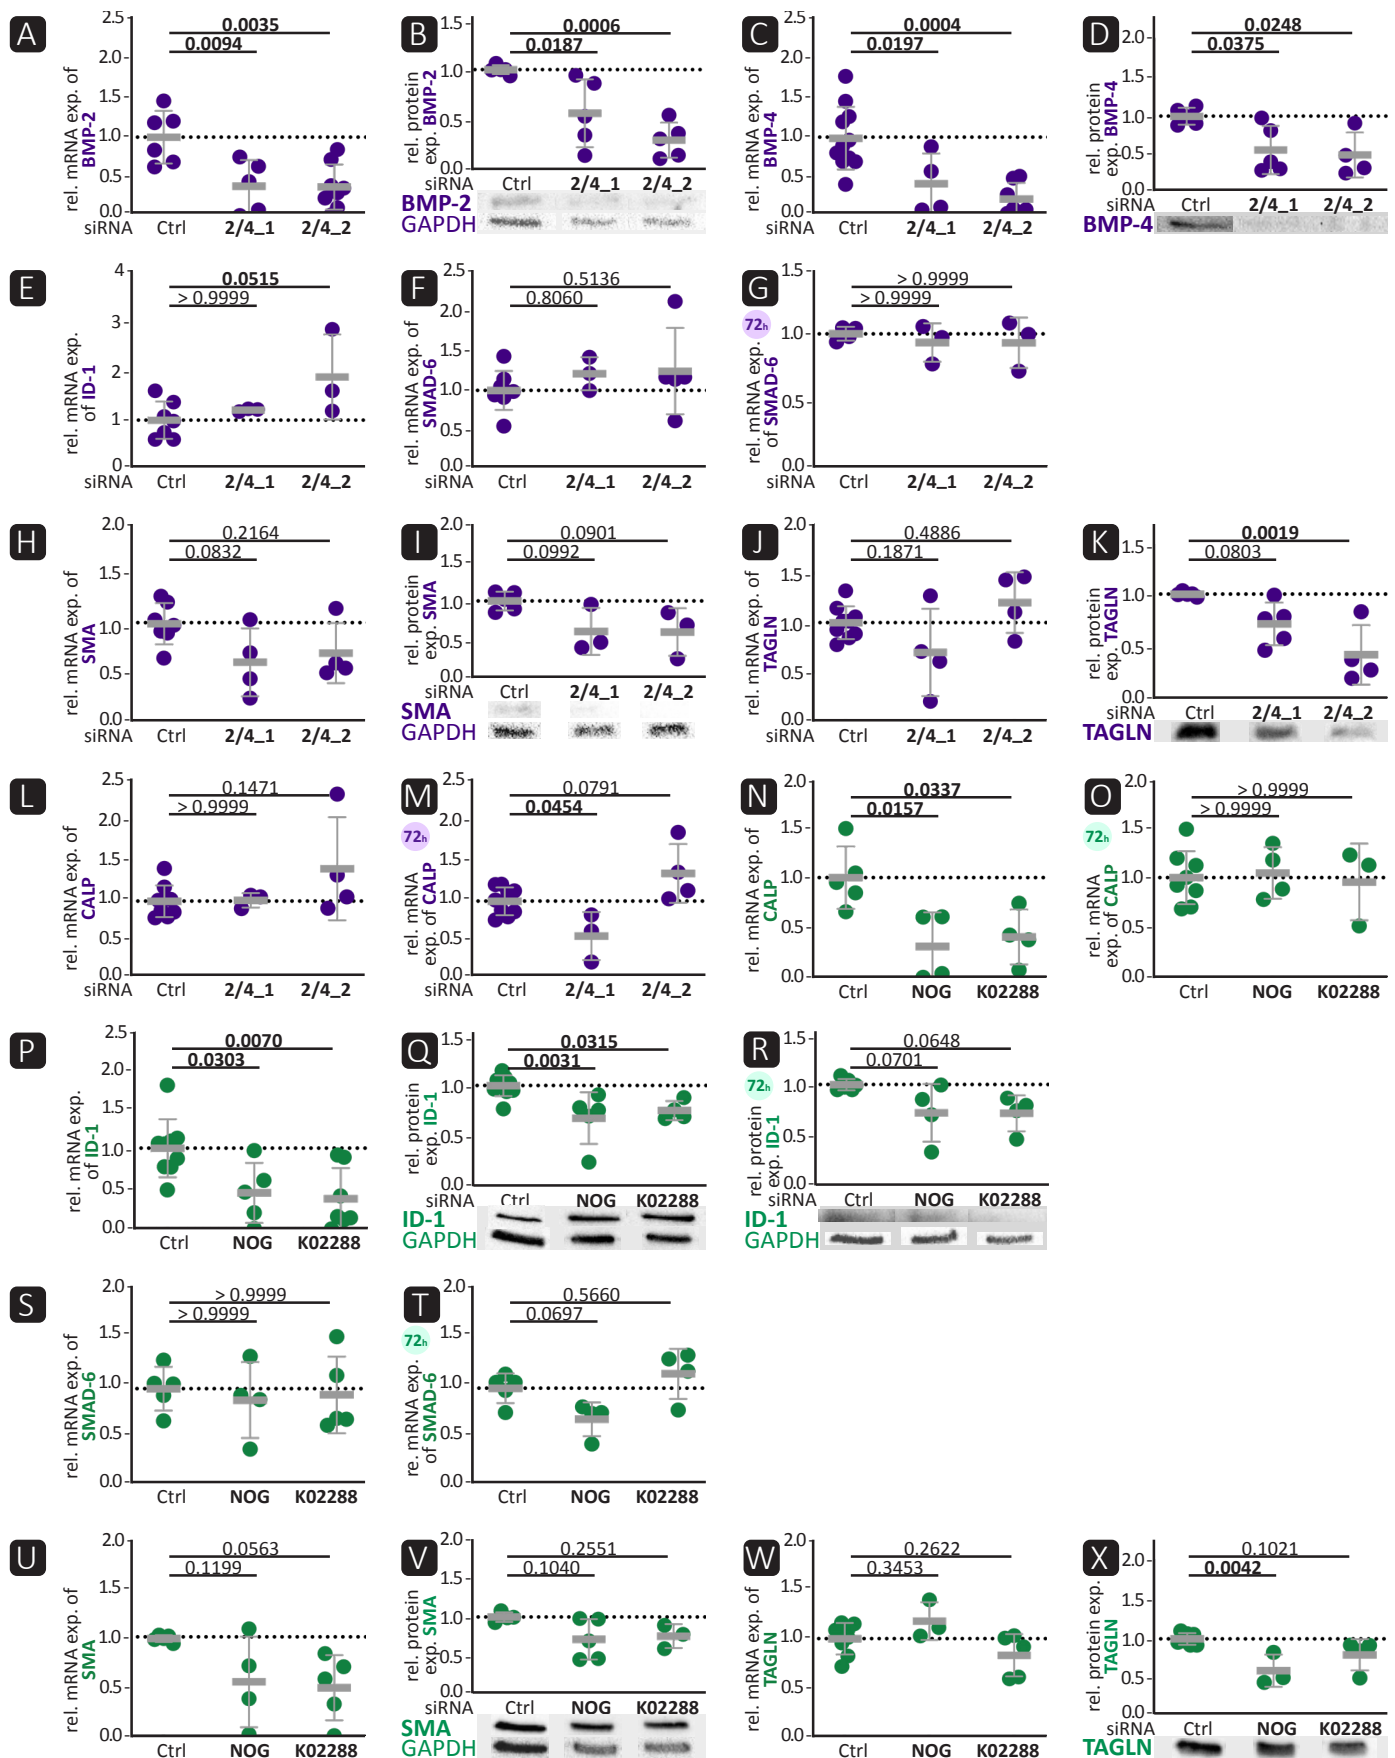 A
rel. mRNA exp. of
BMP-2
2.5
2.0
1.5
1.0
0.5
0.0
0.0035
0.0094
siRNA Ctrl 2/4_1 2/4_2
B
rel. protein
exp. BMP-2
1.5
1.0
0.5
0.0
0.0006
0.0187
siRNA Ctrl 2/4_1 2/4_2
BMP-2
GAPDH
C
rel. mRNA exp. of
BMP-4
2.5
2.0
1.5
1.0
0.5
0.0
0.0004
0.0197
siRNA Ctrl 2/4_1 2/4_2
D
rel. protein
exp. BMP-4
2.0
1.5
1.0
0.5
0.0
0.0248
0.0375
siRNA Ctrl 2/4_1 2/4_2
BMP-4
E
rel. mRNA exp.
of ID-1
4
3
2
1
0
0.0515
> 0.9999
siRNA Ctrl 2/4_1 2/4_2
F
rel. mRNA exp. of
SMAD-6
2.5
2.0
1.5
1.0
0.5
0.0
0.5136
0.8060
siRNA Ctrl 2/4_1 2/4_2
G
72h
rel. mRNA exp.
of SMAD-6
1.5
1.0
0.5
0.0
> 0.9999
> 0.9999
siRNA Ctrl 2/4_1 2/4_2
H
rel. mRNA exp. of
SMA
2.0
1.5
1.0
0.5
0.0
0.2164
0.0832
siRNA Ctrl 2/4_1 2/4_2
I
rel. protein
exp. SMA
2.0
1.5
1.0
0.5
0.0
0.0901
0.0992
siRNA Ctrl 2/4_1 2/4_2
SMA
GAPDH
J
rel. mRNA exp. of
TAGLN
2.0
1.5
1.0
0.5
0.0
0.4886
0.1871
siRNA Ctrl 2/4_1 2/4_2
K
rel. protein
exp. TAGLN
1.5
1.0
0.5
0.0
0.0019
0.0803
siRNA Ctrl 2/4_1 2/4_2
TAGLN
L
rel. mRNA exp. of
CALP
2.5
2.0
1.5
1.0
0.5
0.0
0.1471
> 0.9999
siRNA Ctrl 2/4_1 2/4_2
M
72h
rel. mRNA
exp. of CALP
2.5
2.0
1.5
1.0
0.5
0.0
0.0791
0.0454
siRNA Ctrl 2/4_1 2/4_2
N
rel. mRNA exp. of
CALP
2.0
1.5
1.0
0.5
0.0
0.0337
0.0157
Ctrl NOG K02288
O
72h
rel. mRNA
exp. of CALP
2.0
1.5
1.0
0.5
0.0
> 0.9999
> 0.9999
Ctrl NOG K02288
P
rel. mRNA exp.
of ID-1
2.5
2.0
1.5
1.0
0.5
0.0
0.0070
0.0303
Ctrl NOG K02288
Q
rel. protein
exp. ID-1
1.5
1.0
0.5
0.0
0.0315
0.0031
siRNA Ctrl NOG K02288
ID-1
GAPDH
R
72h
rel. protein
exp. ID-1
1.5
1.0
0.5
0.0
0.0648
0.0701
siRNA Ctrl NOG K02288
ID-1
GAPDH
S
rel. mRNA exp. of
SMAD-6
2.0
1.5
1.0
0.5
0.0
> 0.9999
> 0.9999
Ctrl NOG K02288
T
72h
re. mRNA exp.
of SMAD-6
2.0
1.5
1.0
0.5
0.0
0.5660
0.0697
Ctrl NOG K02288
U
rel. mRNA exp. of
SMA
2.0
1.5
1.0
0.5
0.0
0.0563
0.1199
Ctrl NOG K02288
V
rel. protein
exp. SMA
2.0
1.5
1.0
0.5
0.0
0.2551
0.1040
siRNA Ctrl NOG K02288
SMA
GAPDH
W
rel. mRNA exp. of
TAGLN
2.0
1.5
1.0
0.5
0.0
0.2622
0.3453
Ctrl NOG K02288
X
rel. protein exp.
TAGLN
2.0
1.5
1.0
0.5
0.0
0.1021
0.0042
siRNA Ctrl NOG K02288
TAGLN